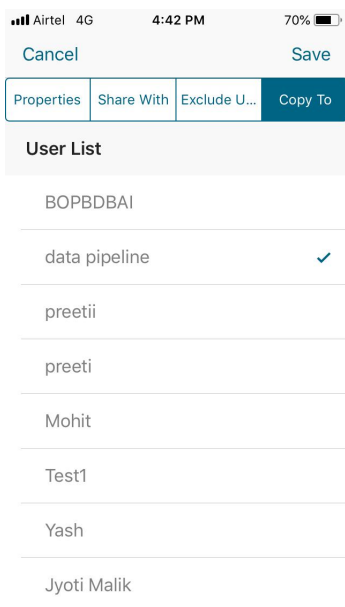 Airtel 4G 4:42 PM 70%
Cancel Save
Properties Share With Exclude U... Copy To
User List
BOPBDBAI
data pipeline
preetii
preeti
Mohit
Test1
Yash
Jyoti Malik